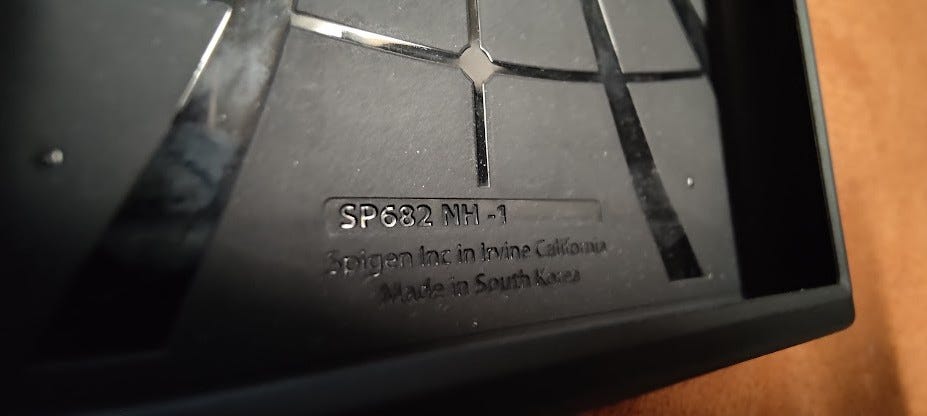 SP682 NH -1
Spigen Inc in Irvine California
Made in South Korea